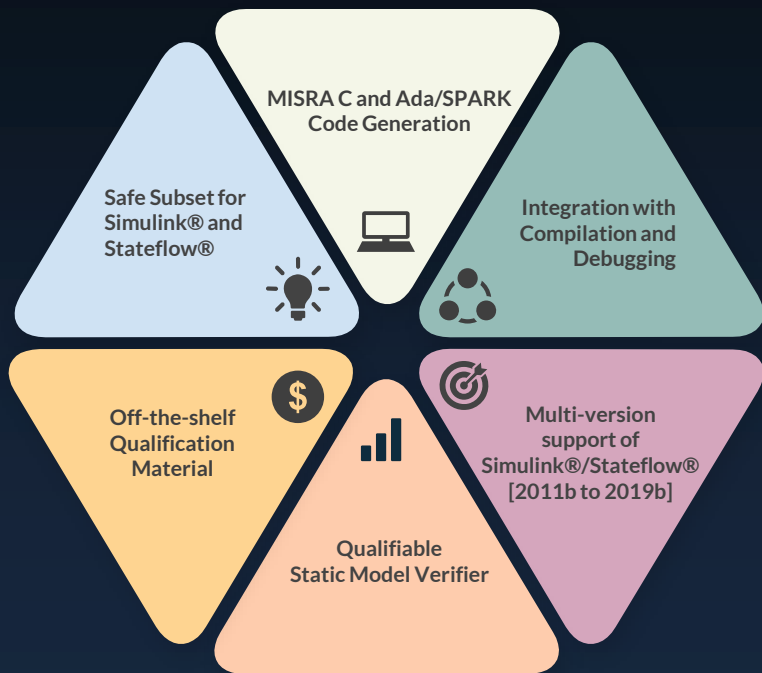 MISRA C and Ada/SPARK
Code Generation
Safe Subset for
Simulink® and
Stateflow®
Integration with
Compilation and
Debugging
Off-the-shelf
Qualification
Material
$
Multi-version
support of
Simulink®/Stateflow®
[2011b to 2019b]
Qualifiable
Static Model Verifier